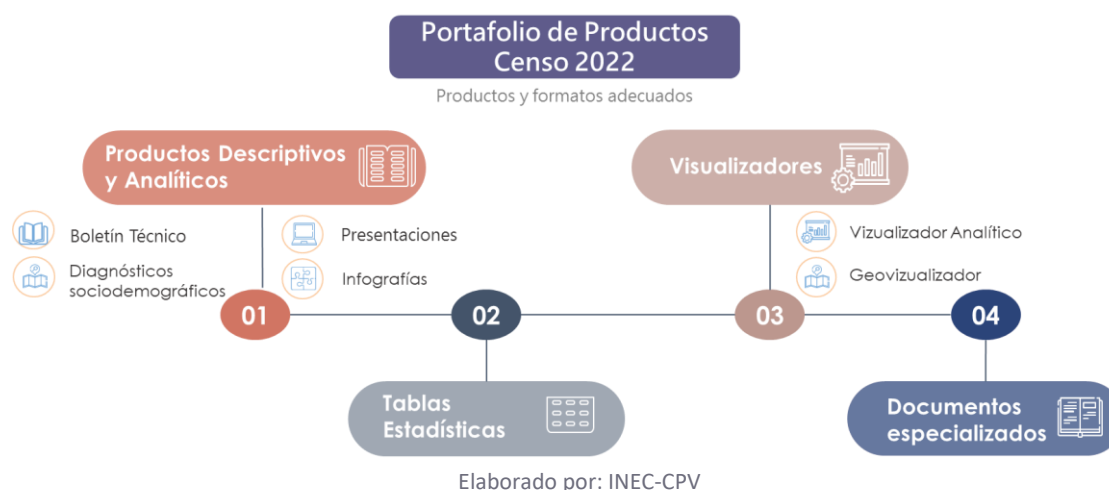 Portafolio de Productos
Censo 2022
Productos y formatos adecuados
Productos Descriptivos
y Analíticos
Visualizadores
Boletín Técnico
Presentaciones
Diagnósticos
sociodemográficos
Infografías
Vizualizador Analítico
Geovizualizador
01
02
03
04
Tablas
Estadísticas
Documentos
especializados
Elaborado por: INEC-CPV